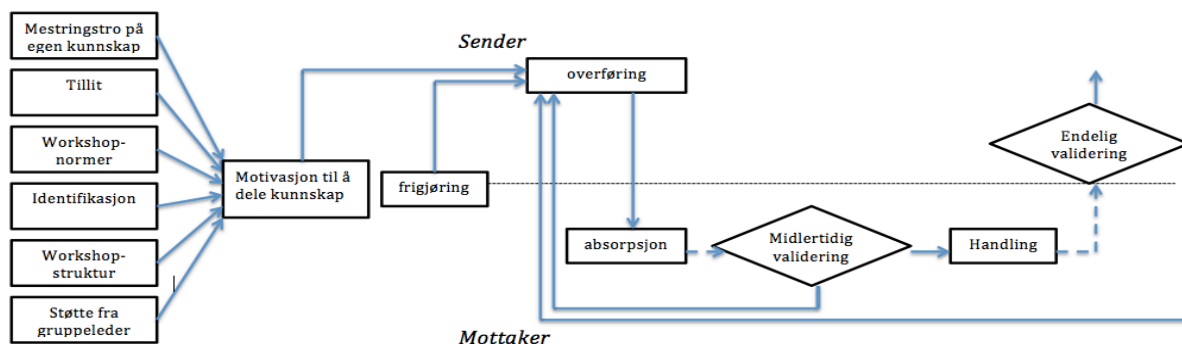 Mestringstro på
egen kunnskap
Tillit
Workshop-
normer
Identifikasjon
Workshop-
struktur
Støtte fra
gruppeleder
Motivasjon til å
dele kunnskap
frigjøring
Sender
overføring
absorpsjon
Midlertidig
validering
Handling
Endelig
validering
Mottaker